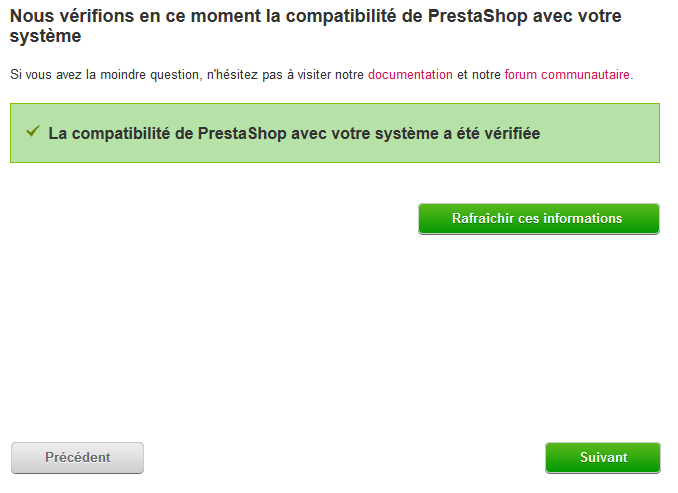 Nous vérifions en ce moment la compatibilité de PrestaShop avec votre
système
Si vous avez la moindre question, n'hésitez pas à visiter notre documentation et notre forum communautaire.
La compatibilité de PrestaShop avec votre système a été vérifiée
Rafraichir ces informations
Précédent
Suivant